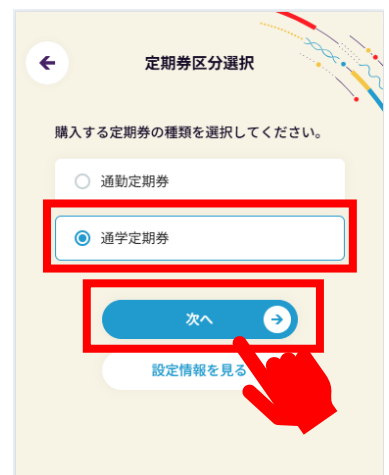 定期券区分選択
購入する定期券の種類を選択してください。
通勤定期券
通学定期券
次へ
設定情報を見る